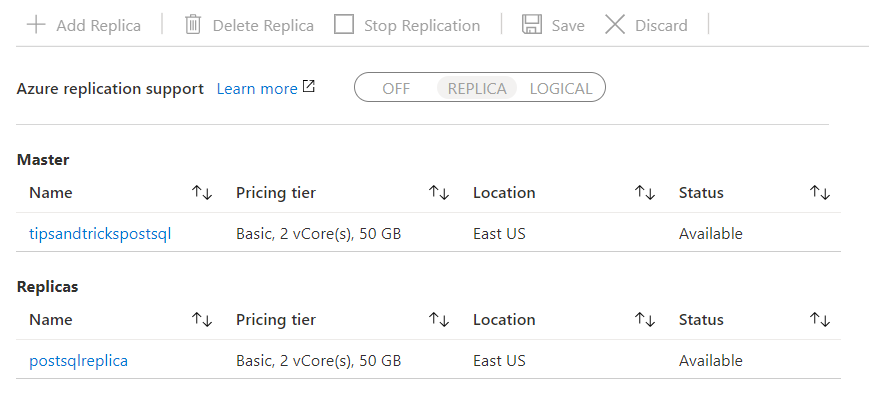 Add Replica Delete Replica Stop Replication Save Discard
Azure replication support Learn more OFF REPLICA LOGICAL
Master
Name Pricing tier Location Status
tipsandtrickspostsql Basic, 2 vCore(s), 50 GB East US Available
Replicas
Name Pricing tier Location Status
postsqlreplica Basic, 2 vCore(s), 50 GB East US Available